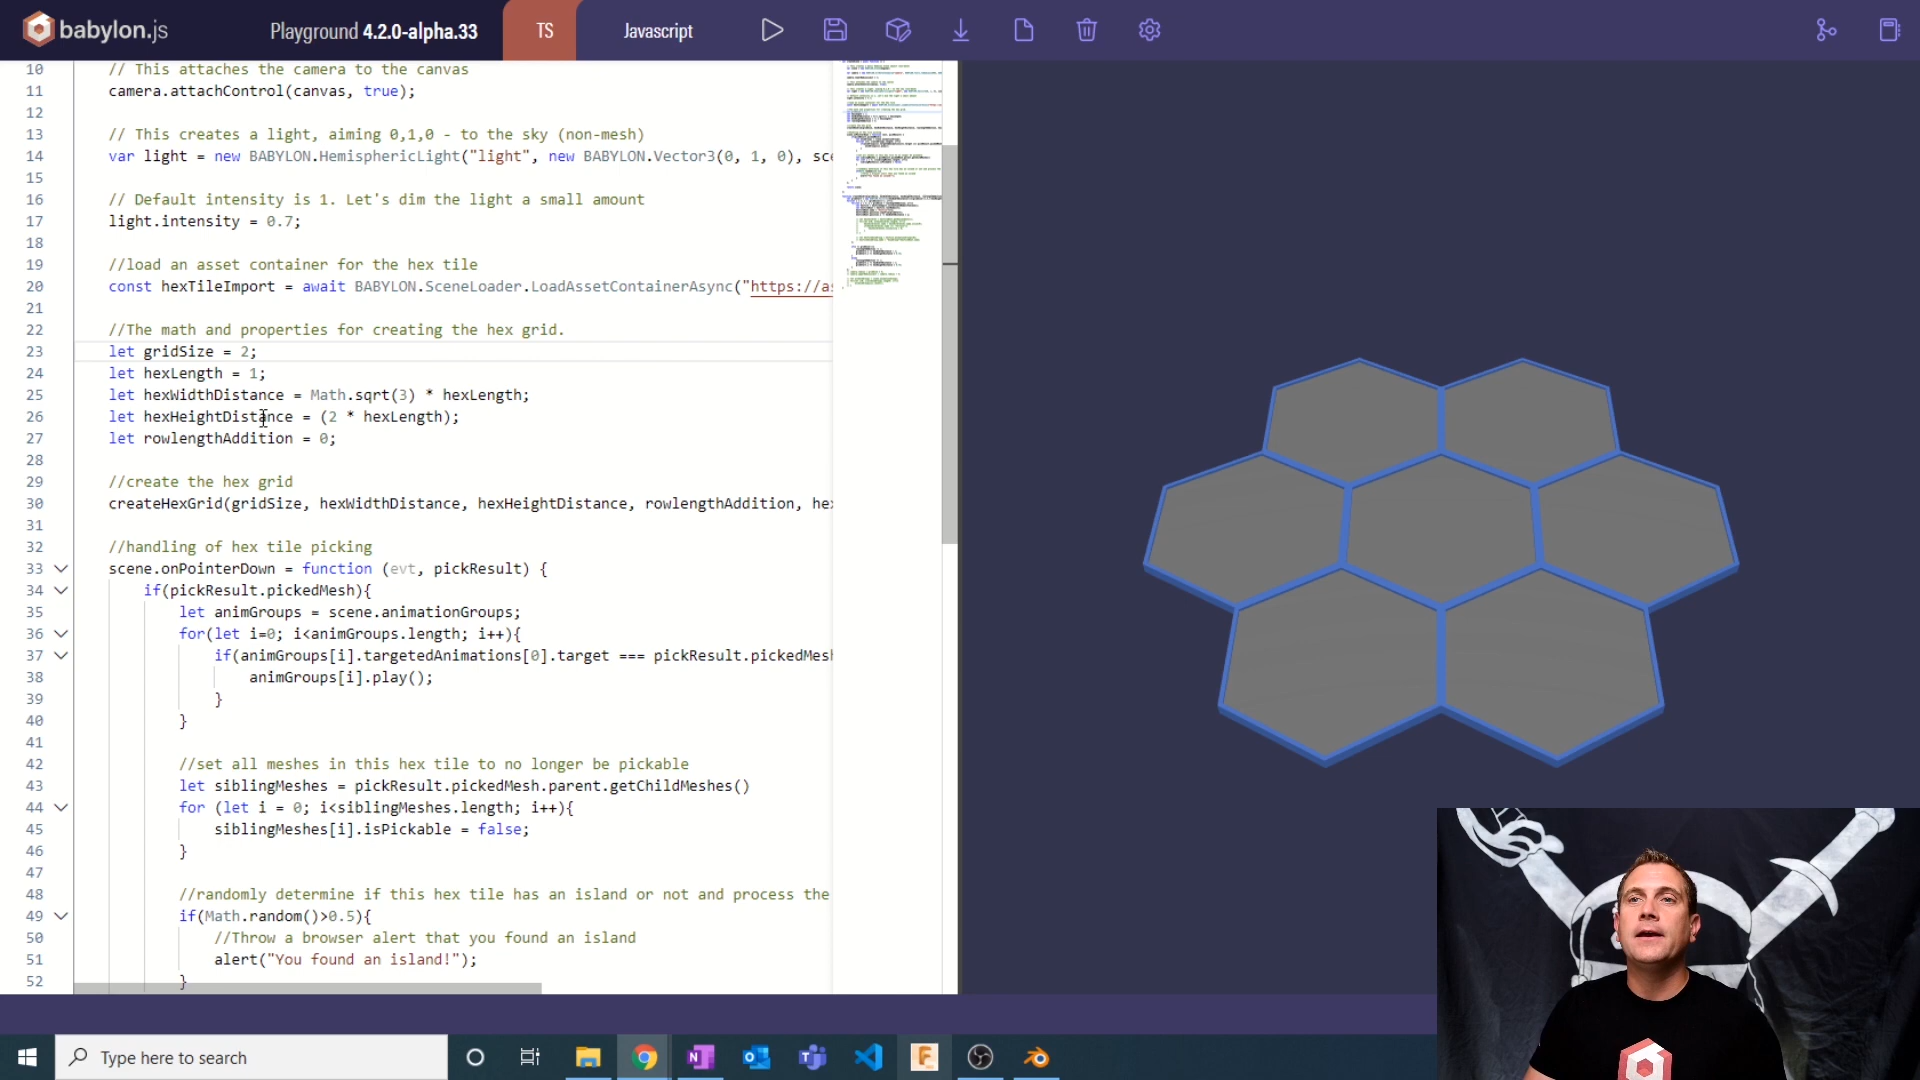 babylon.js
Playground 4.2.0-alpha.33
TS
Javascript
10 // This attaches the camera to the canvas
11 camera.attachControl(canvas, true);
12
13 // This creates a light, aiming 0,1,0 - to the sky (non-mesh)
14 var light = new BABYLON.HemisphericLight("light", new BABYLON.Vector3(0, 1, 0), sce
15
16 // Default intensity is 1. Let's dim the light a small amount
17 light.intensity = 0.7;
18
19 //load an asset container for the hex tile
20 const hexTileImport = await BABYLON.SceneLoader.LoadAssetContainerAsync("https://as
21
22 //The math and properties for creating the hex grid.
23 let gridSize = 2;
24 let hexLength = 1;
25 let hexWidthDistance = Math.sqrt(3) * hexLength;
26 let hexHeightDistance = (2 * hexLength);
27 let rowlengthAddition = 0;
28
29 //create the hex grid
30 createHexGrid(gridSize, hexWidthDistance, hexHeightDistance, rowlengthAddition, hex
31
32 //handling of hex tile picking
33 scene.onPointerDown = function (evt, pickResult) {
34 if(pickResult.pickedMesh){
35 let animGroups = scene.animationGroups;
36 for(let i=0; i<animGroups.length; i++){
37 if(animGroups[i].targetedAnimations[0].target === pickResult.pickedMesh
38 animGroups[i].play();
39 }
40 }
41
42 //set all meshes in this hex tile to no longer be pickable
43 let siblingMeshes = pickResult.pickedMesh.parent.getChildMeshes()
44 for (let i = 0; i<siblingMeshes.length; i++){
45 siblingMeshes[i].isPickable = false;
46 }
47
48 //randomly determine if this hex tile has an island or not and process the
49 if(Math.random()>0.5){
50 //Throw a browser alert that you found an island
51 alert("You found an island!");
52 }
Type here to search